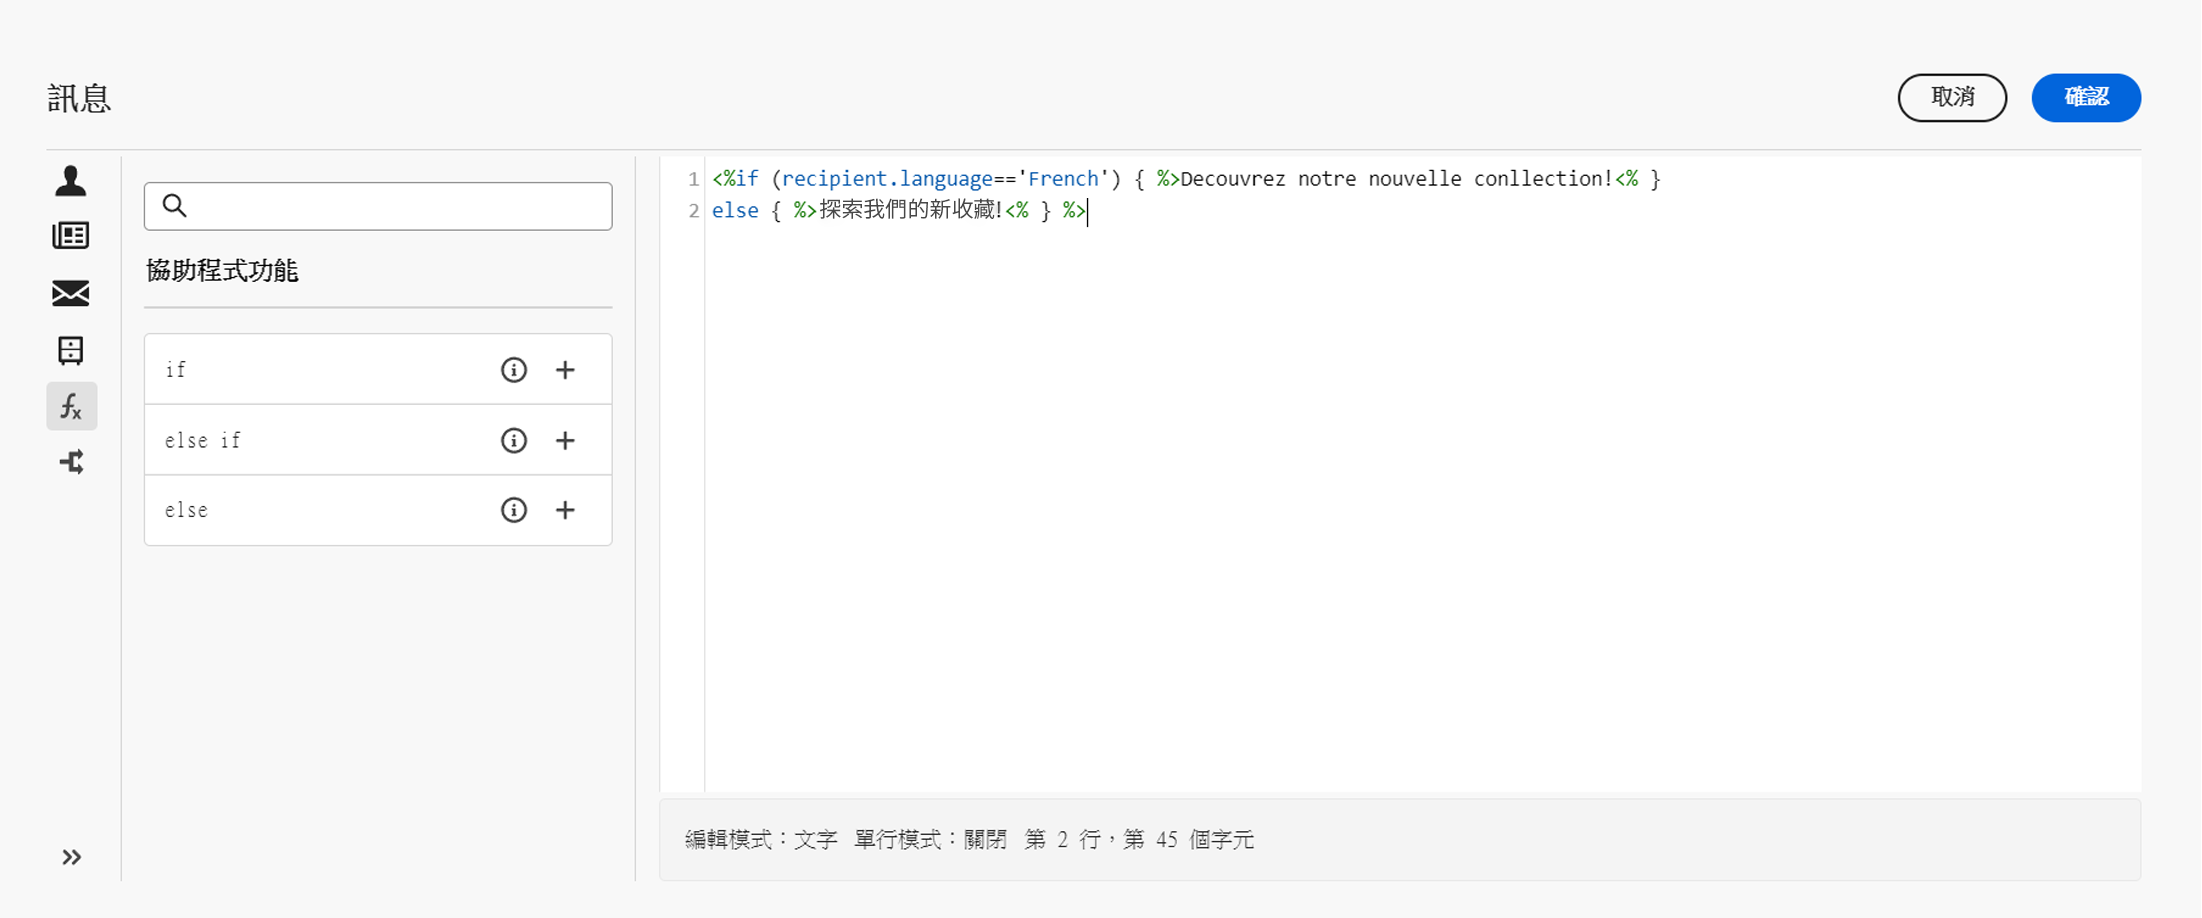 訊息
取消
確認
協助程式功能
if
else if
else
1 <%if (recipient.language=='French') { %>Decouvrez notre nouvelle conllection!<% }
2 else { %>探索我們的新收藏!<% } %>
編輯模式：文字 單行模式：關閉 第 2 行，第 45 個字元